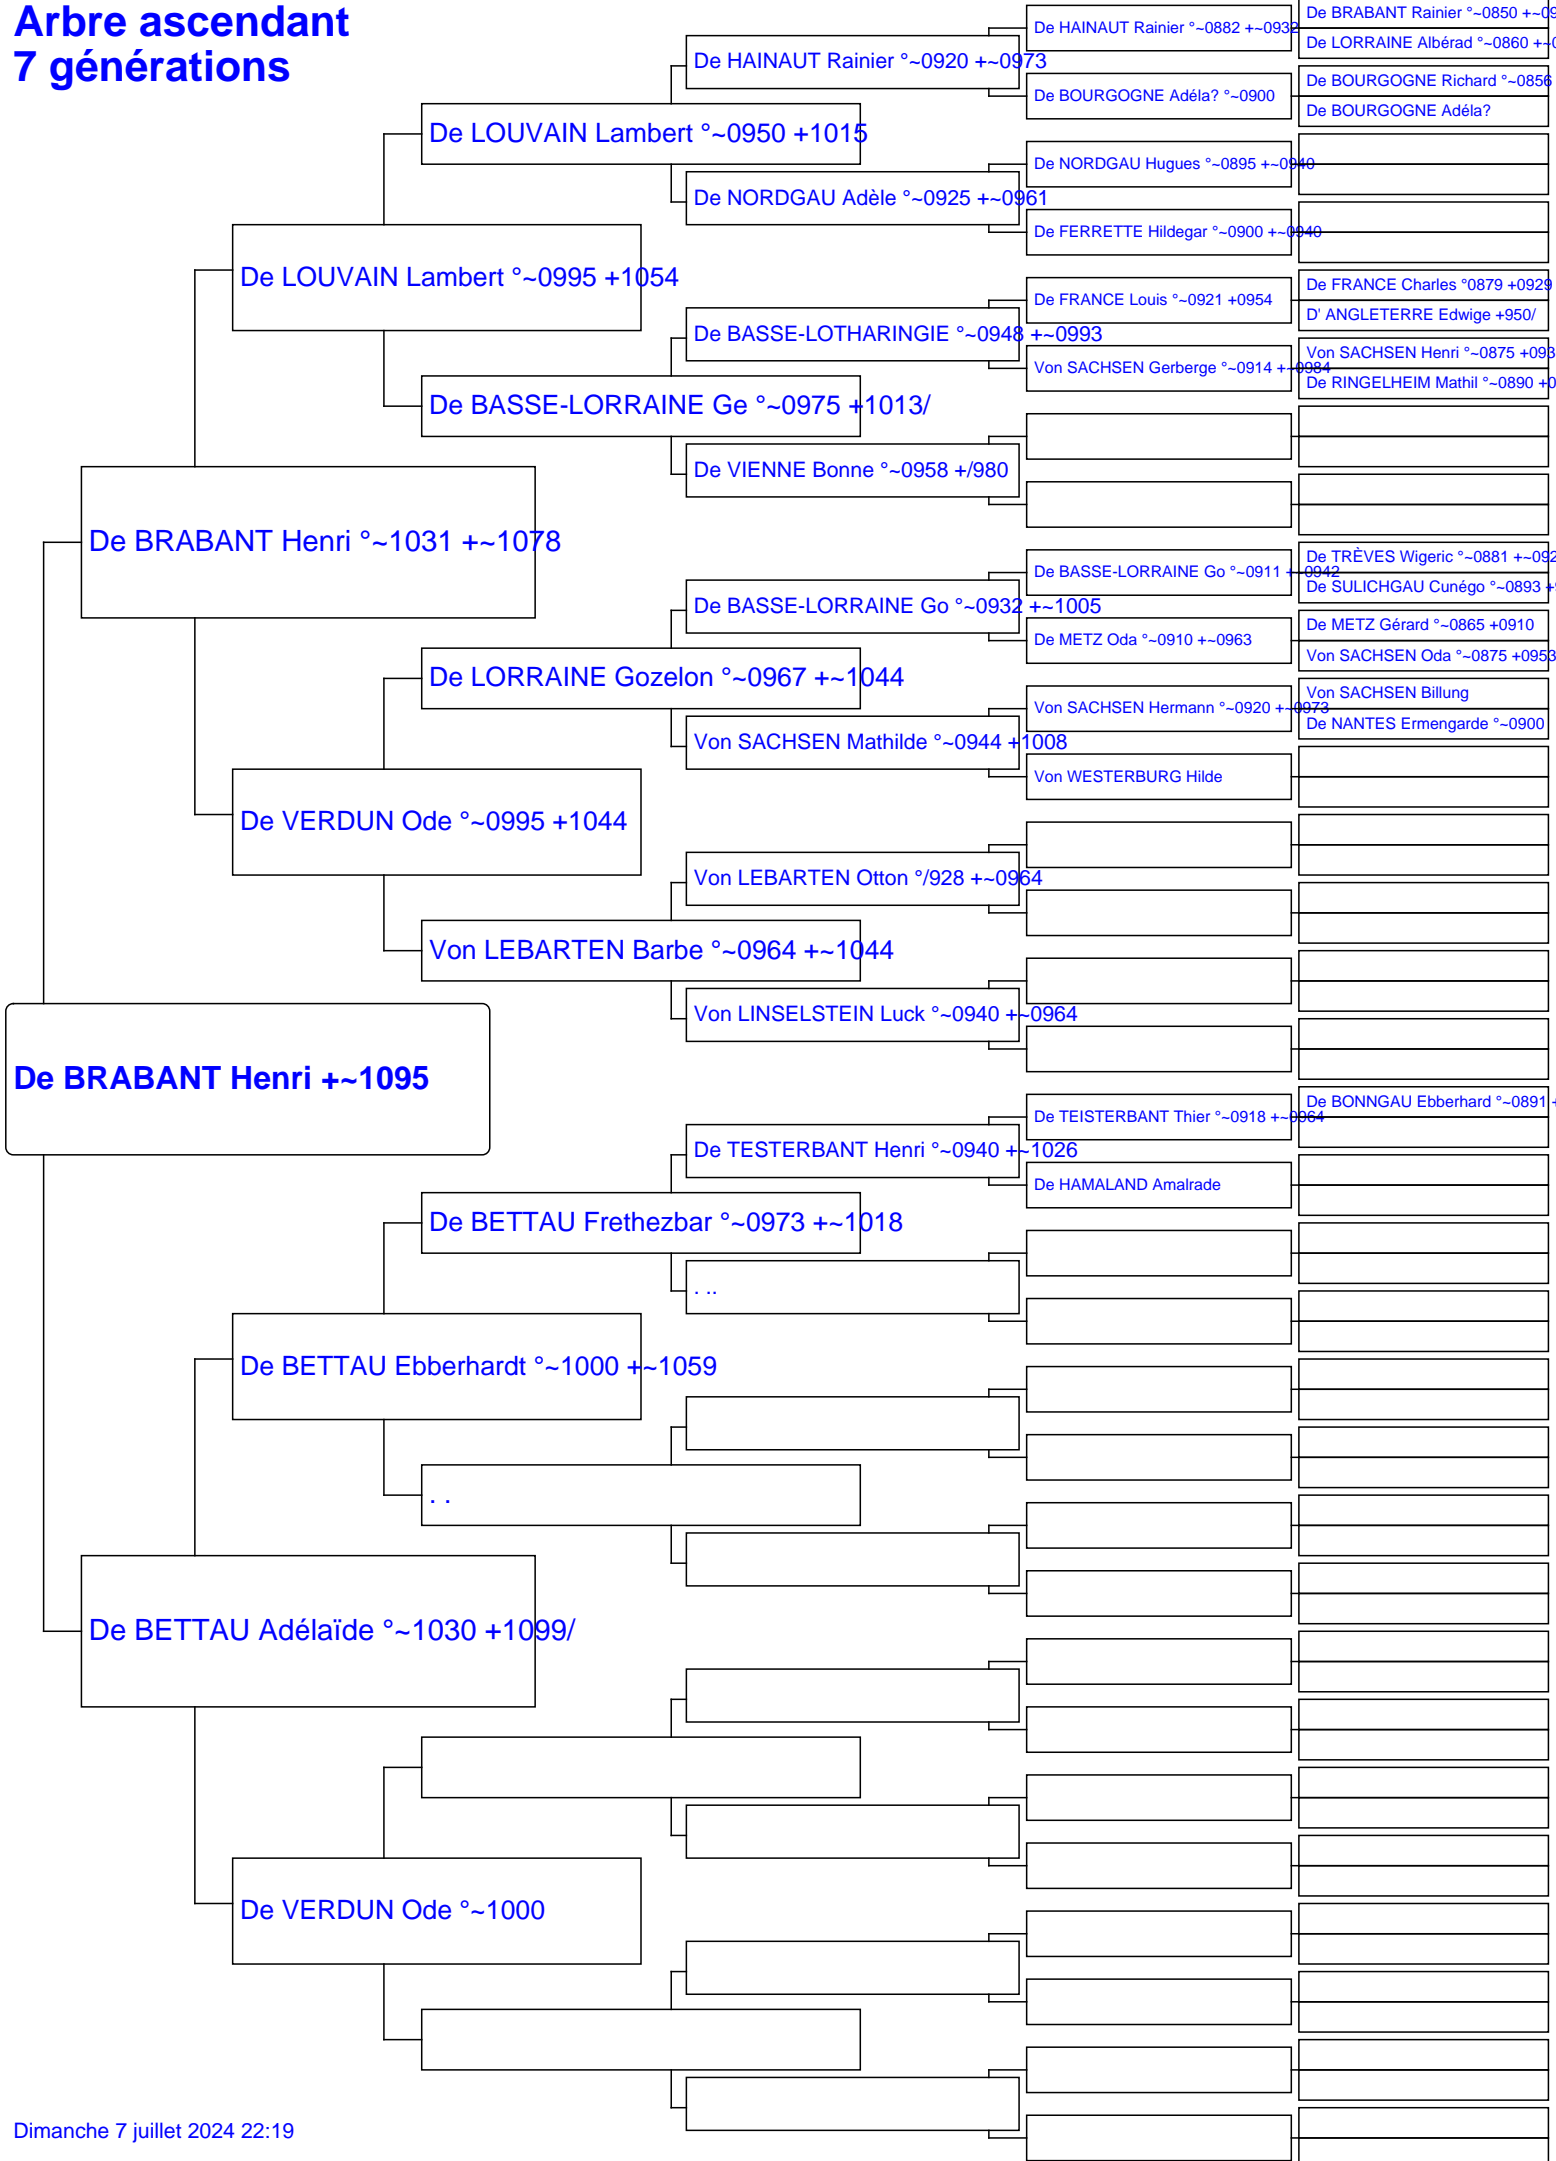 Arbre ascendant
7 générations
De BRABANT Rainier °~0850 +~09
De HAINAUT Rainier °~0882 +~0932
De LORRAINE Albérad °~0860 +~0
De HAINAUT Rainier °~0920 +~0973
De BOURGOGNE Richard °~0856
De BOURGOGNE Adéla? °~0900
De BOURGOGNE Adéla?
De LOUVAIN Lambert °~0950 +1015
De NORDGAU Hugues °~0895 +~0940
De NORDGAU Adèle °~0925 +~0961
De FERRETTE Hildegar °~0900 +~0940
De LOUVAIN Lambert °~0995 +1054
De FRANCE Charles °0879 +0929
De FRANCE Louis °~0921 +0954
D' ANGLETERRE Edwige +950/
De BASSE-LOTHARINGIE °~0948 +~0993
Von SACHSEN Henri °~0875 +093
Von SACHSEN Gerberge °~0914 +~0984
De RINGELHEIM Mathil °~0890 +0
De BASSE-LORRAINE Ge °~0975 +1013/
De VIENNE Bonne °~0958 +/980
De BRABANT Henri °~1031 +~1078
De TRÈVES Wigeric °~0881 +~092
De BASSE-LORRAINE Go °~0911 +~0942
De SULICHGAU Cunégo °~0893 +9
De BASSE-LORRAINE Go °~0932 +~1005
De METZ Gérard °~0865 +0910
De METZ Oda °~0910 +~0963
Von SACHSEN Oda °~0875 +0953
De LORRAINE Gozelon °~0967 +~1044
Von SACHSEN Billung
Von SACHSEN Hermann °~0920 +~0973
De NANTES Ermengarde °~0900
Von SACHSEN Mathilde °~0944 +1008
Von WESTERBURG Hilde
De VERDUN Ode °~0995 +1044
Von LEBARTEN Otton °/928 +~0964
Von LEBARTEN Barbe °~0964 +~1044
Von LINSELSTEIN Luck °~0940 +~0964
De BRABANT Henri +~1095
De BONNGAU Ebberhard °~0891 +
De TEISTERBANT Thier °~0918 +~0964
De TESTERBANT Henri °~0940 +~1026
De HAMALAND Amalrade
De BETTAU Frethezbar °~0973 +~1018
. ..
De BETTAU Ebberhardt °~1000 +~1059
. .
De BETTAU Adélaïde °~1030 +1099/
De VERDUN Ode °~1000
Dimanche 7 juillet 2024 22:19